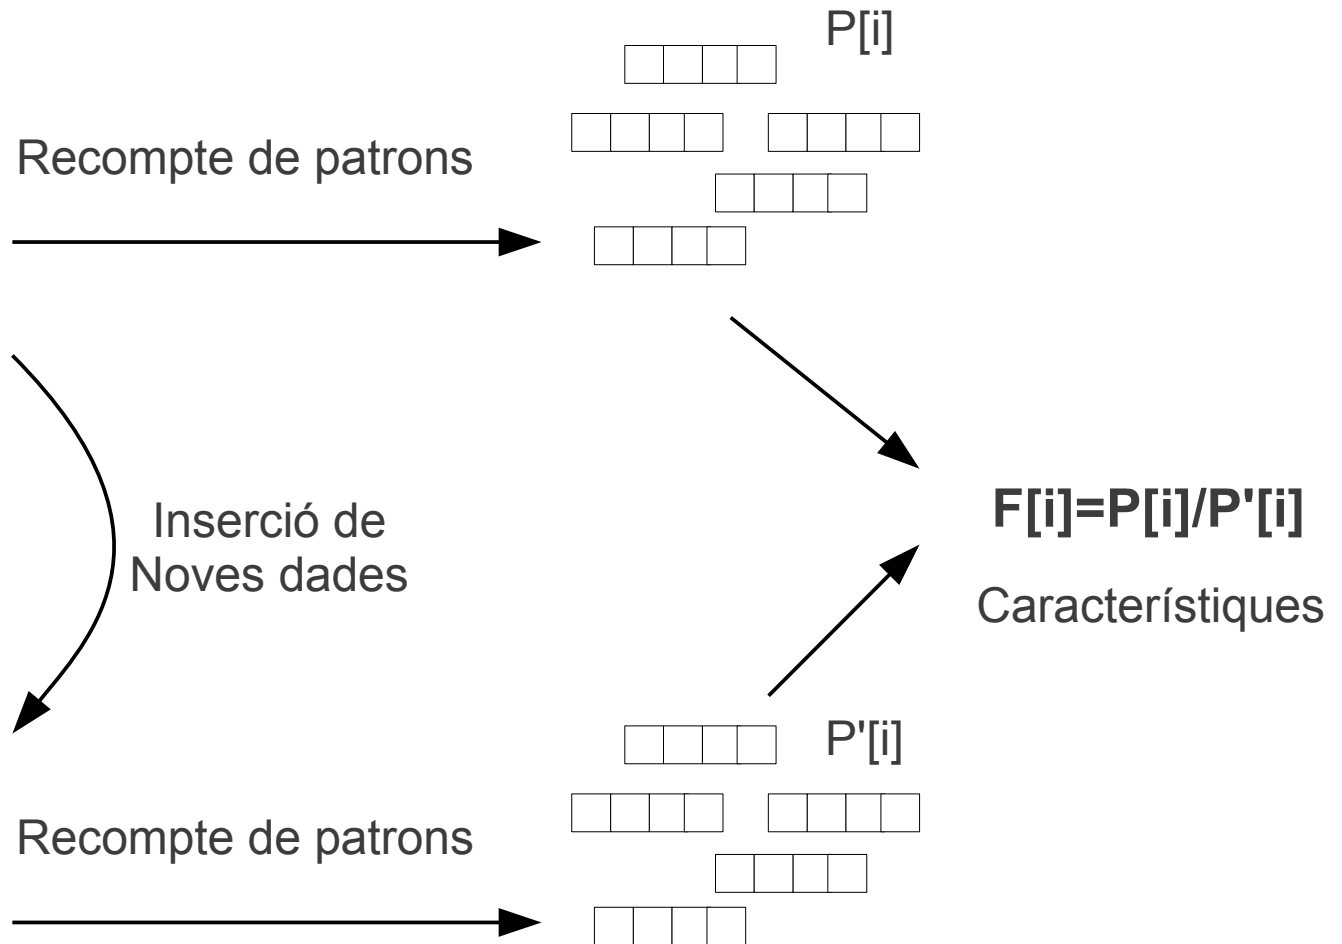 P[i]
Recompte de patrons
Inserció de
Noves dades
F[i]=P[i]/P'[i]
Característiques
P'[i]
Recompte de patrons